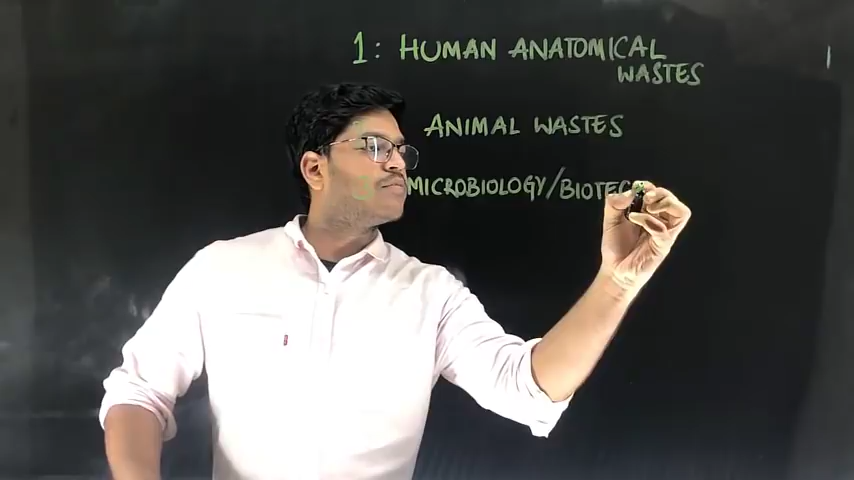 1: HUMAN ANATOMICAL
WASTES
ANIMAL WASTES
MICROBIOLOGY/BIOTEC